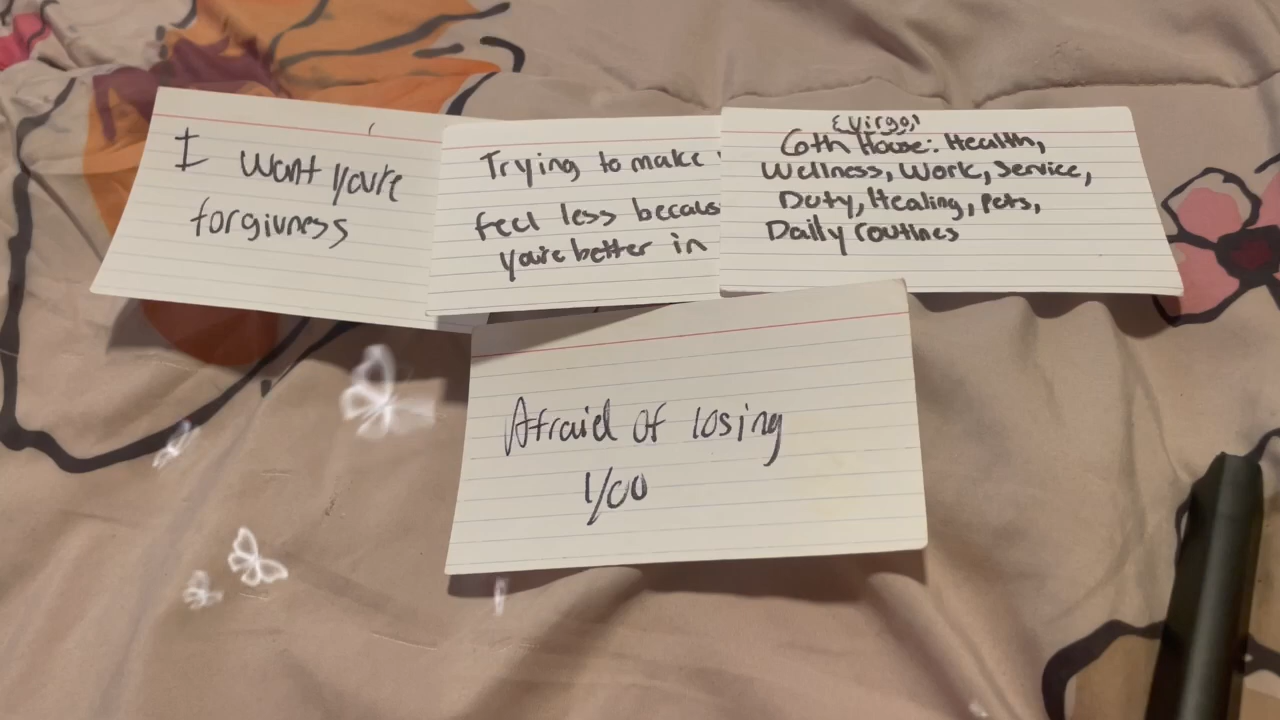 I want you're
forgivness
Trying to make
feel less becaus
you're better in
(Virgo)
6th House: Health,
Wellness, Work, Service,
Duty, Healing, Pets,
Daily routines
Afraid of losing
you